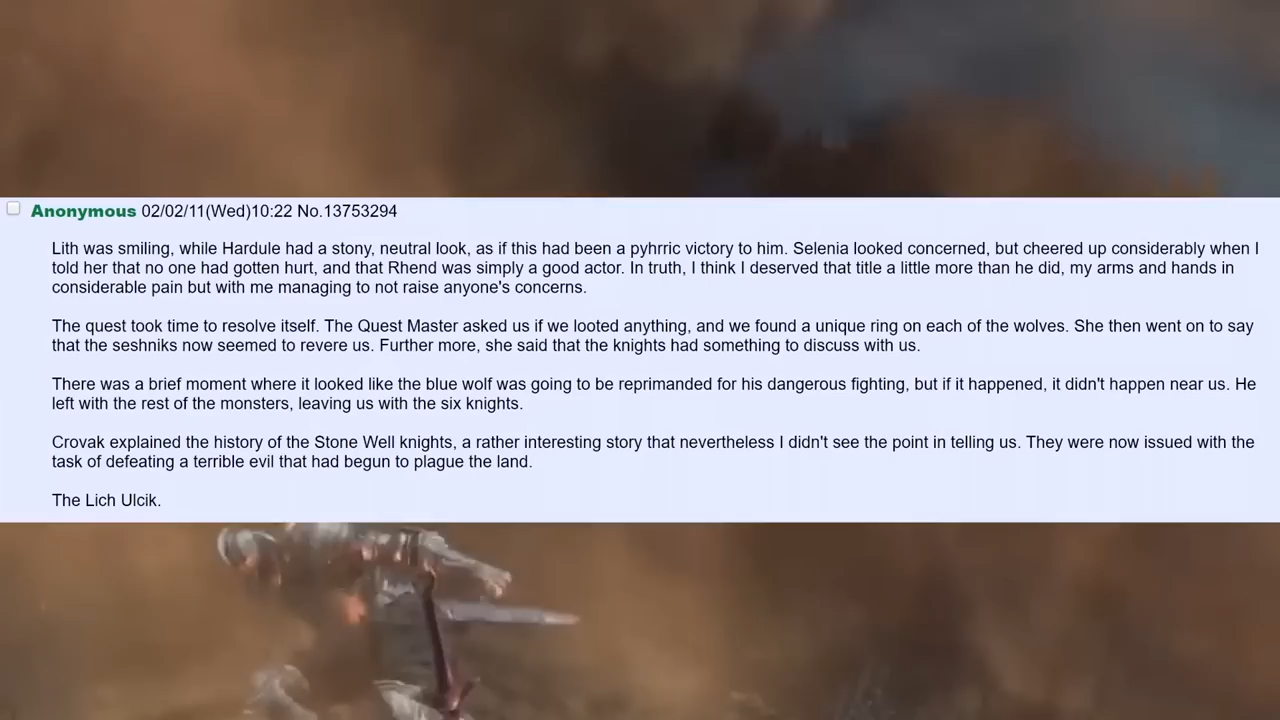 Anonymous 02/02/11(Wed)10:22 No.13753294
Lith was smiling, while Hardule had a stony, neutral look, as if this had been a pyhrric victory to him. Selenia looked concerned, but cheered up considerably when I
told her that no one had gotten hurt, and that Rhend was simply a good actor. In truth, I think I deserved that title a little more than he did, my arms and hands in
considerable pain but with me managing to not raise anyone's concerns.
The quest took time to resolve itself. The Quest Master asked us if we looted anything, and we found a unique ring on each of the wolves. She then went on to say
that the seshniks now seemed to revere us. Further more, she said that the knights had something to discuss with us.
There was a brief moment where it looked like the blue wolf was going to be reprimanded for his dangerous fighting, but if it happened, it didn't happen near us. He
left with the rest of the monsters, leaving us with the six knights.
Crovak explained the history of the Stone Well knights, a rather interesting story that nevertheless I didn't see the point in telling us. They were now issued with the
task of defeating a terrible evil that had begun to plague the land.
The Lich Ulcik.